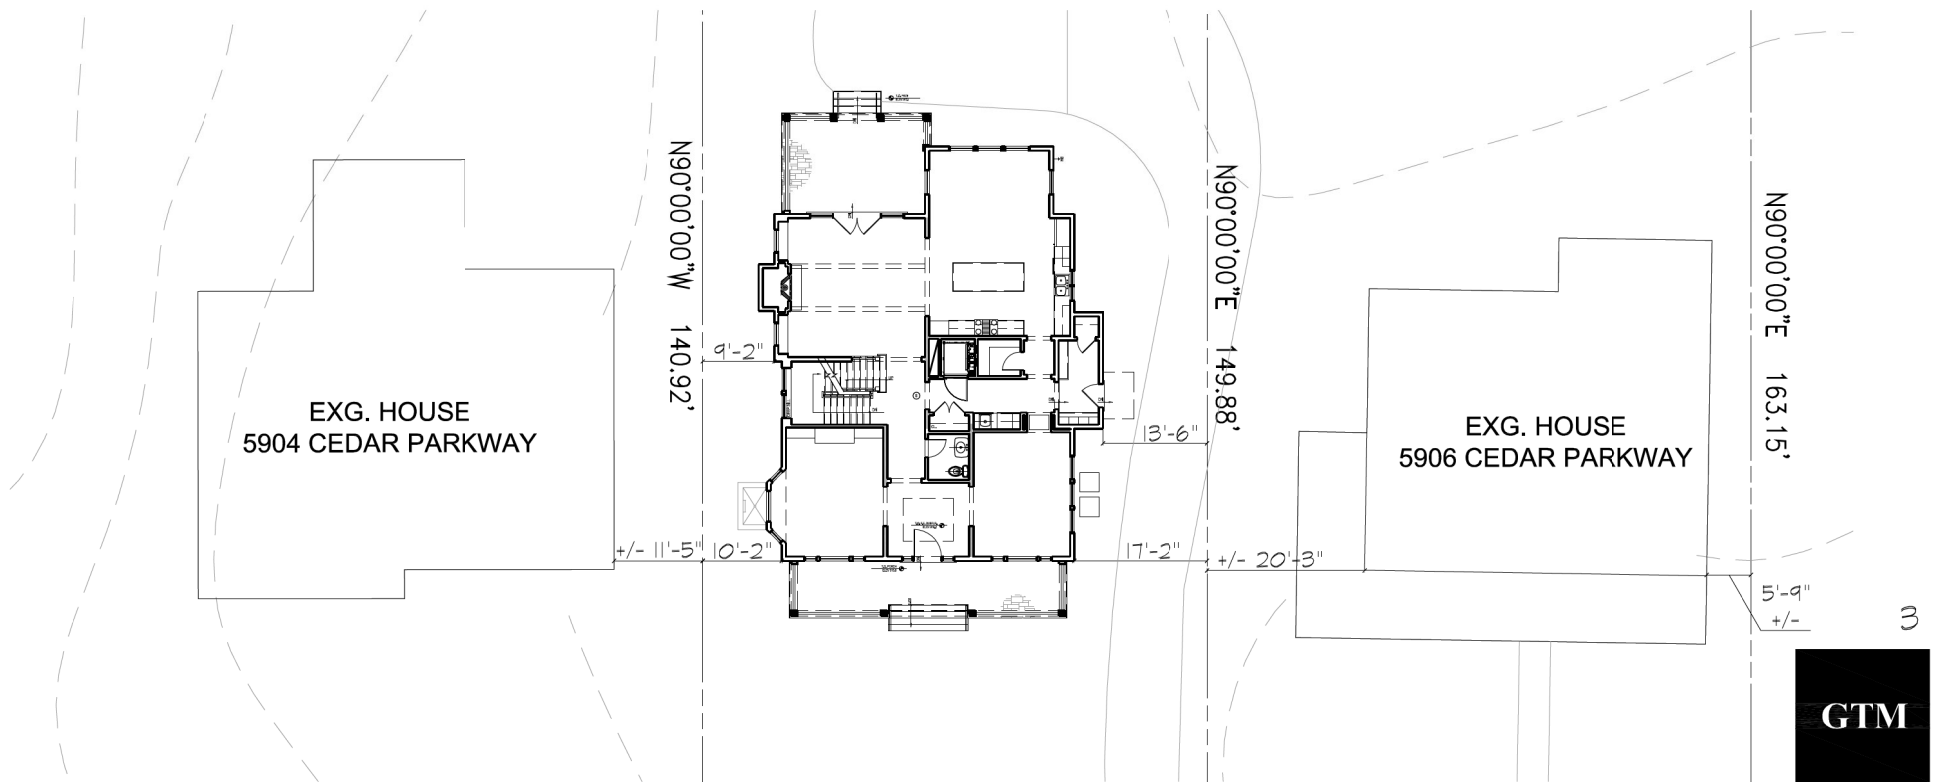 N90°00'00"W 140.92'
N90°00'00"E 149.88'
N90°00'00"E 163.15'
9'-2"
EXG. HOUSE
5904 CEDAR PARKWAY
13'-6"
EXG. HOUSE
5906 CEDAR PARKWAY
+/- 11'-5"
10'-2"
17'-2"
+/- 20'-3"
5'-9"
+/-
3
GTM